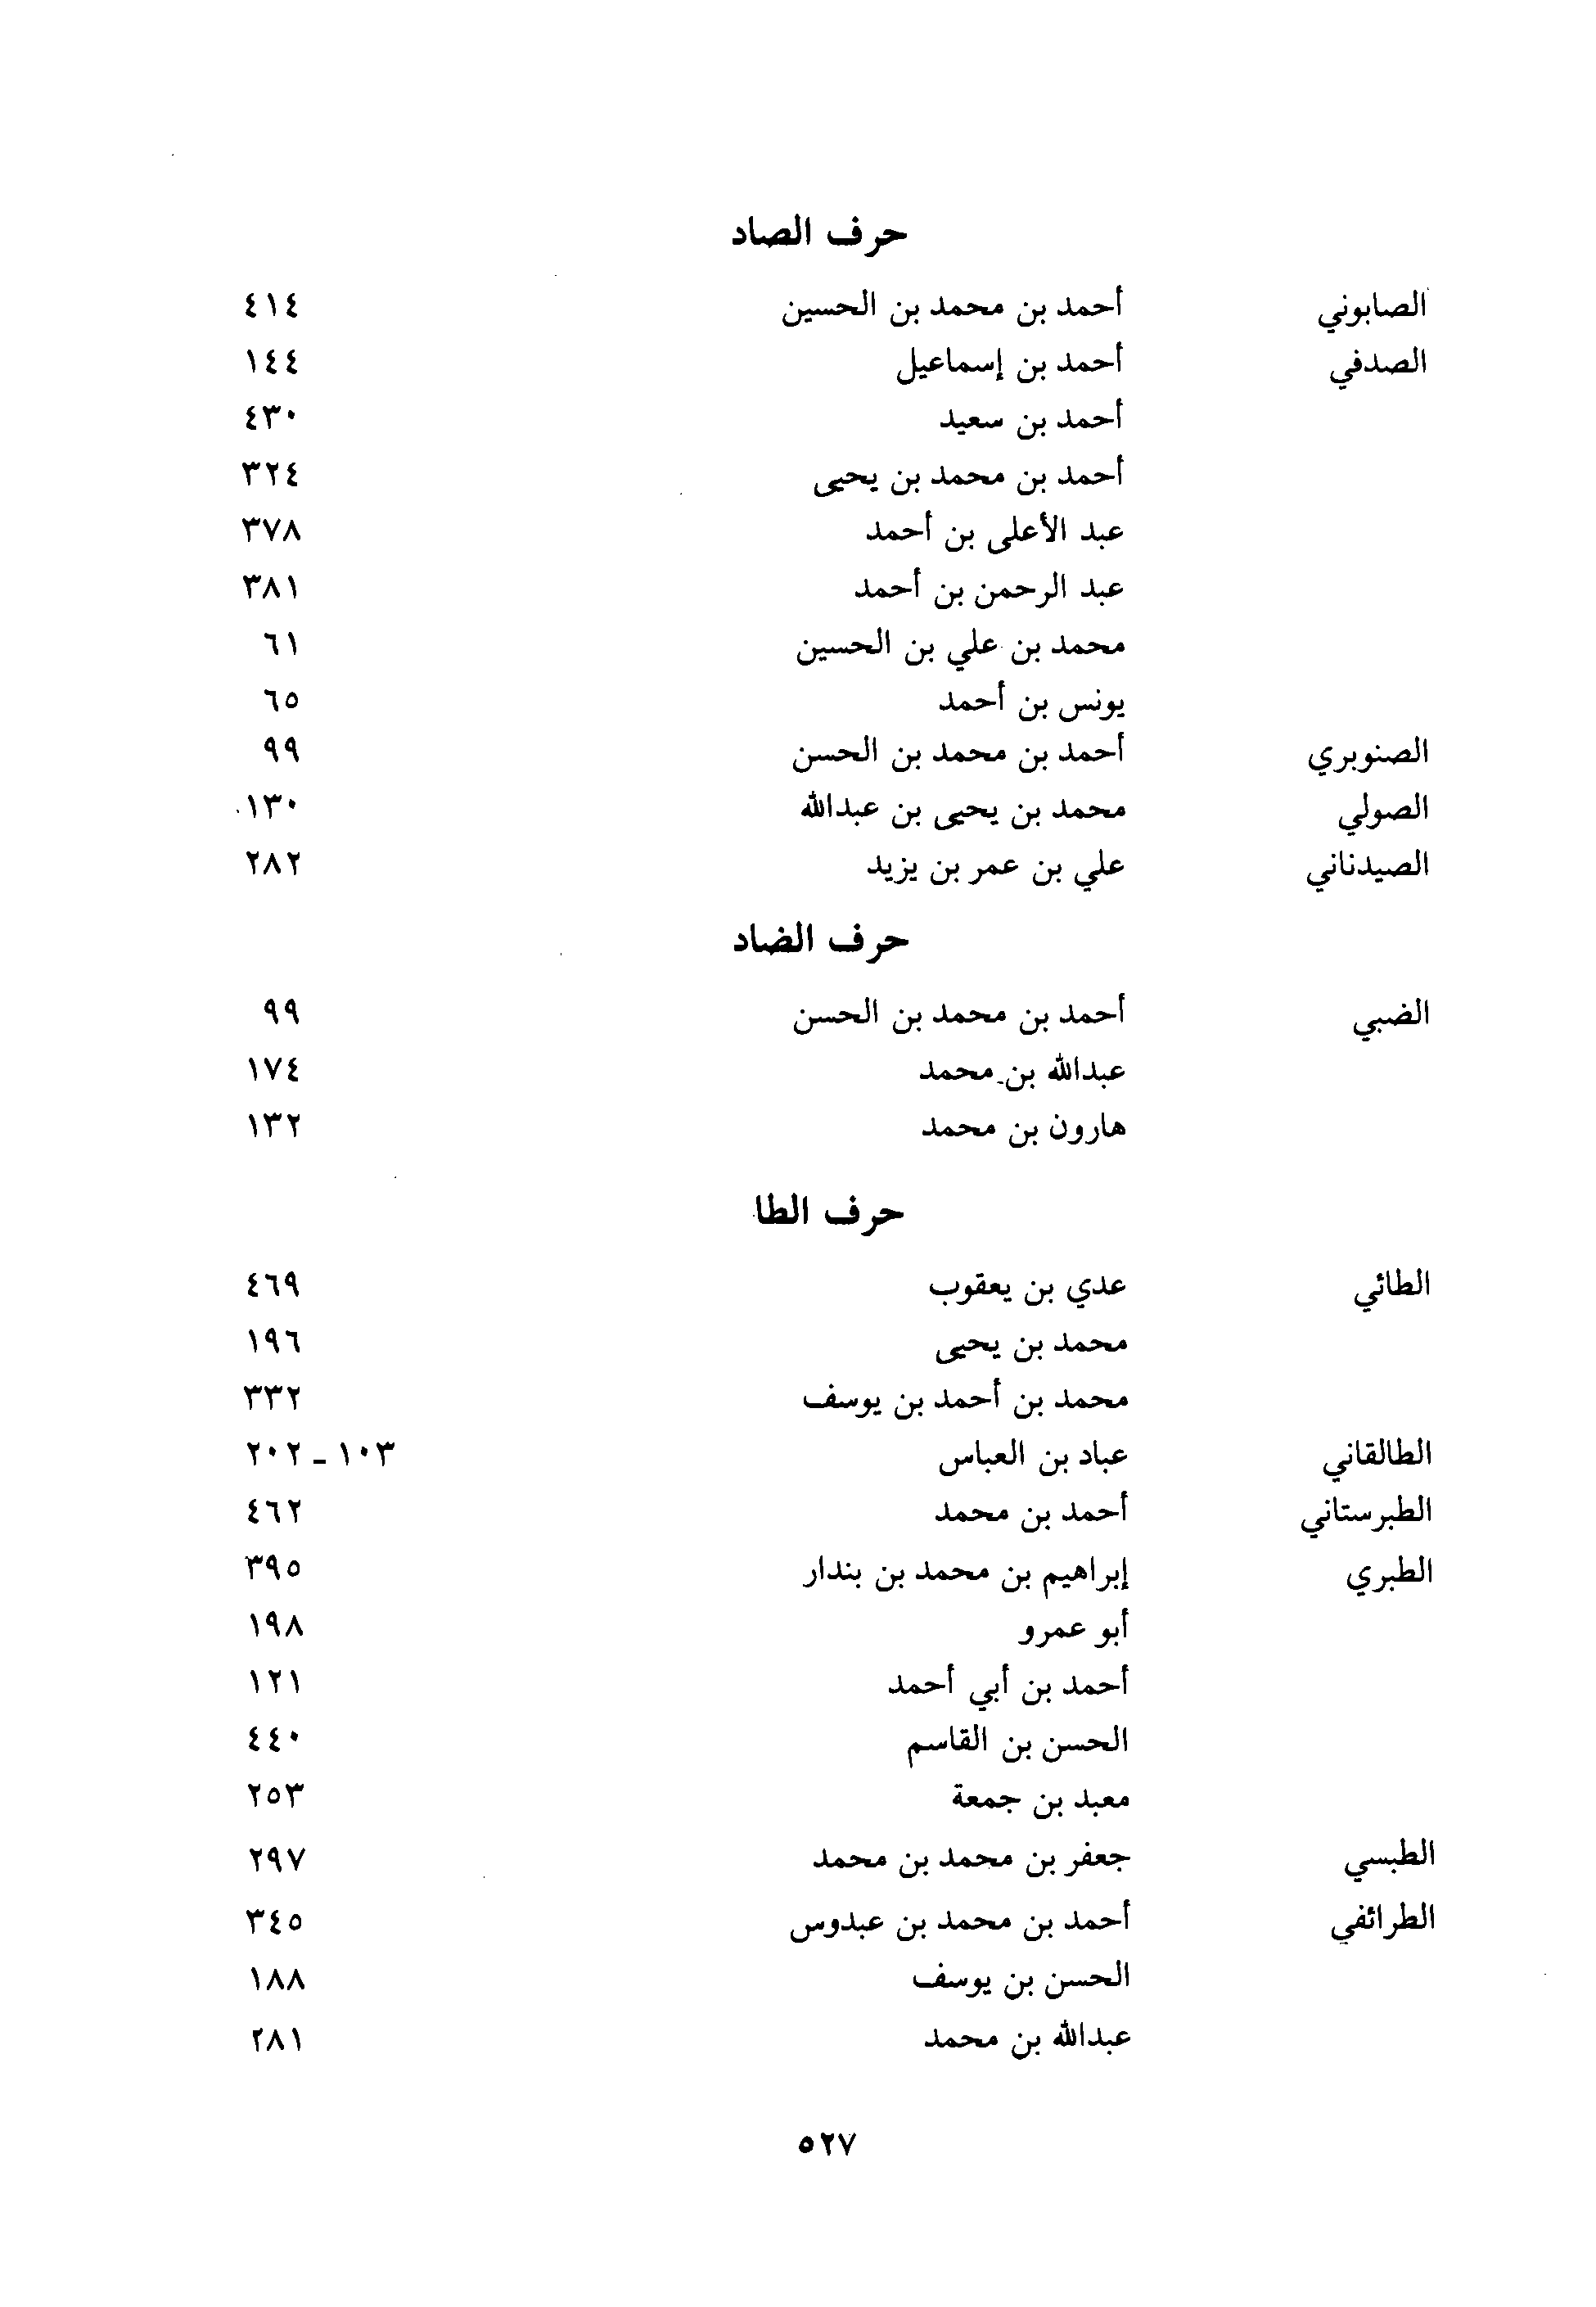 حرف الصاد
الصابوني أحمد بن محمد بن الحسين ٤١٤
الصدفي أحمد بن إسماعيل ١٤٤
أحمد بن سعيد ٤٣٠
أحمد بن محمد بن يحيى ٣٢٤
عبد الأعلى بن أحمد ٣٧٨
عبد الرحمن بن أحمد ٣٨١
محمد بن علي بن الحسين ٦١
يونس بن أحمد ٦٥
الصنوبري أحمد بن محمد بن الحسن ٩٩
الصولي محمد بن يحيى بن عبدالله ١٣٠
الصيدناني علي بن عمر بن يزيد ٢٨٢
حرف الضاد
الضبي أحمد بن محمد بن الحسن ٩٩
عبدالله بن محمد ١٧٤
هارون بن محمد ١٣٢
حرف الطا
الطائي عدي بن يعقوب ٤٦٩
محمد بن يحيى ١٩٦
محمد بن أحمد بن يوسف ٣٣٢
الطالقاني عباد بن العباس ١٠٣ - ٢٠٢
الطبرستاني أحمد بن محمد ٤٦٢
الطبري إبراهيم بن محمد بن بندار ٣٩٥
أبو عمرو ١٩٨
أحمد بن أبي أحمد ١٢١
الحسن بن القاسم ٤٤٠
معبد بن جمعة ٢٥٣
الطبسي جعفر بن محمد بن محمد ٢٩٧
الطرائفي أحمد بن محمد بن عبدوس ٣٤٥
الحسن بن يوسف ١٨٨
عبدالله بن محمد ٢٨١
٥٢٧